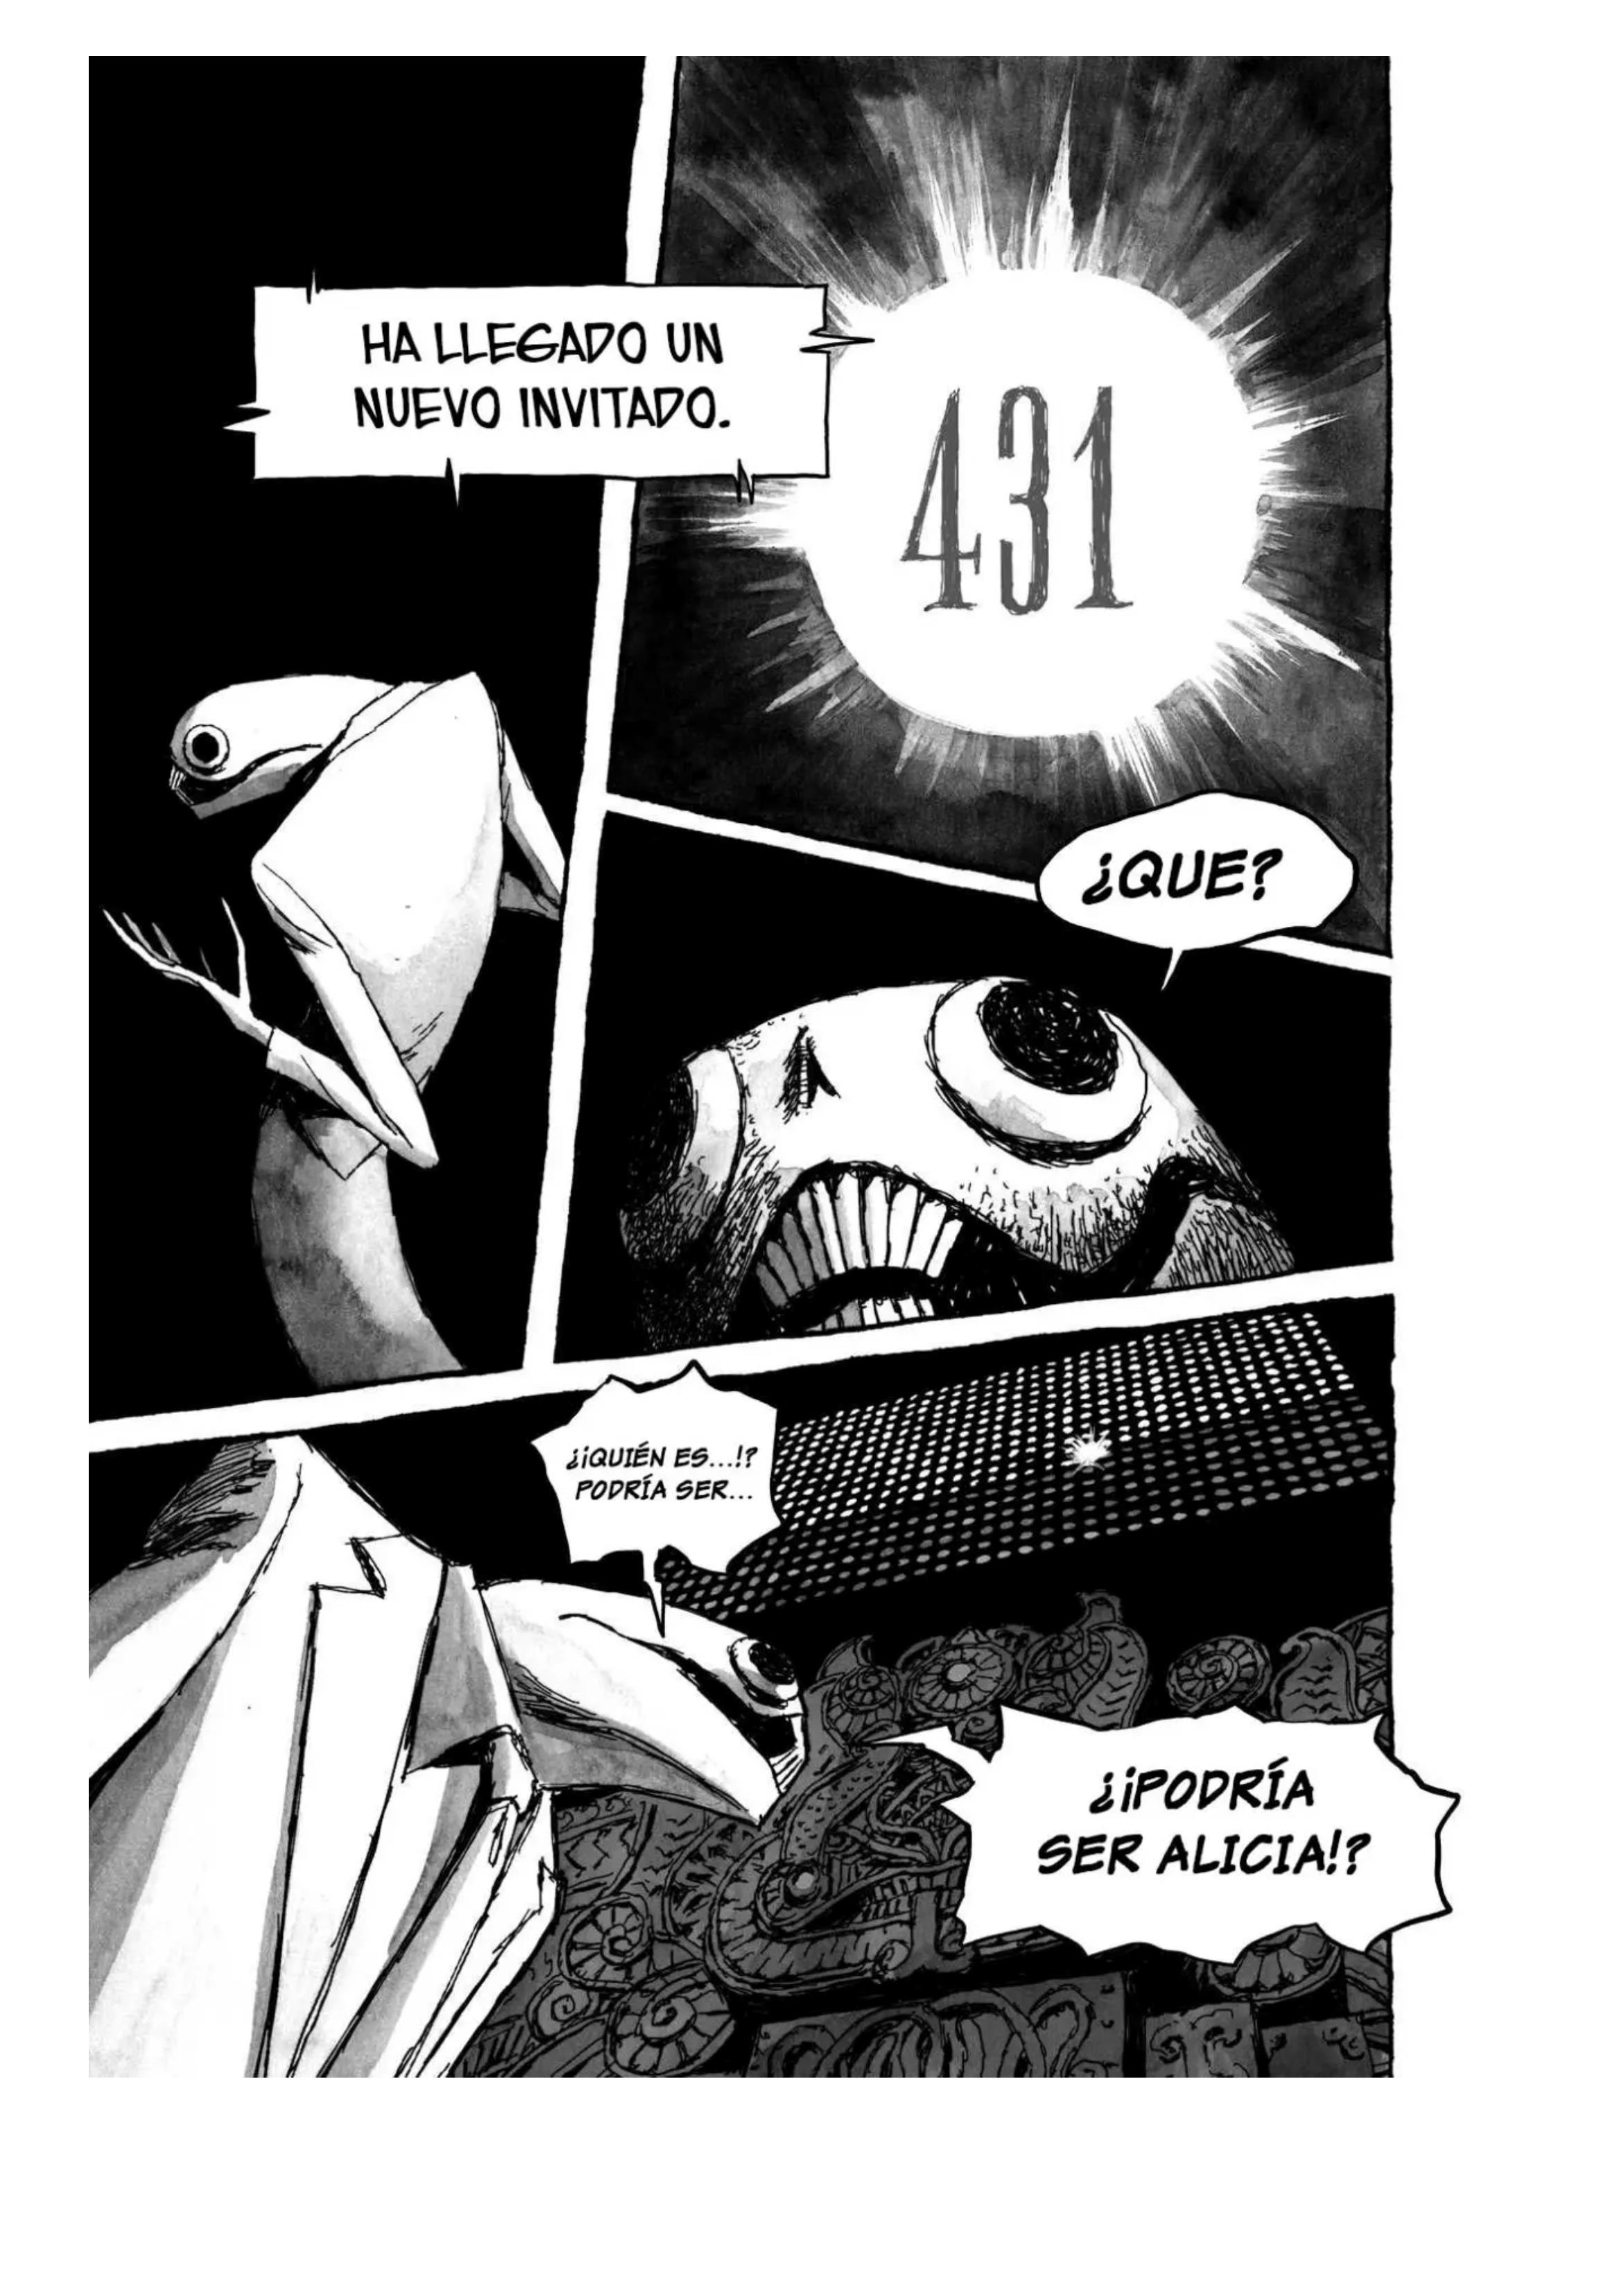 HA LLEGADO UN
NUEVO INVITADO.
431
¿QUE?
¿¡QUIÉN ES...!?
PODRÍA SER...
¿¡PODRÍA
SER ALICIA!?